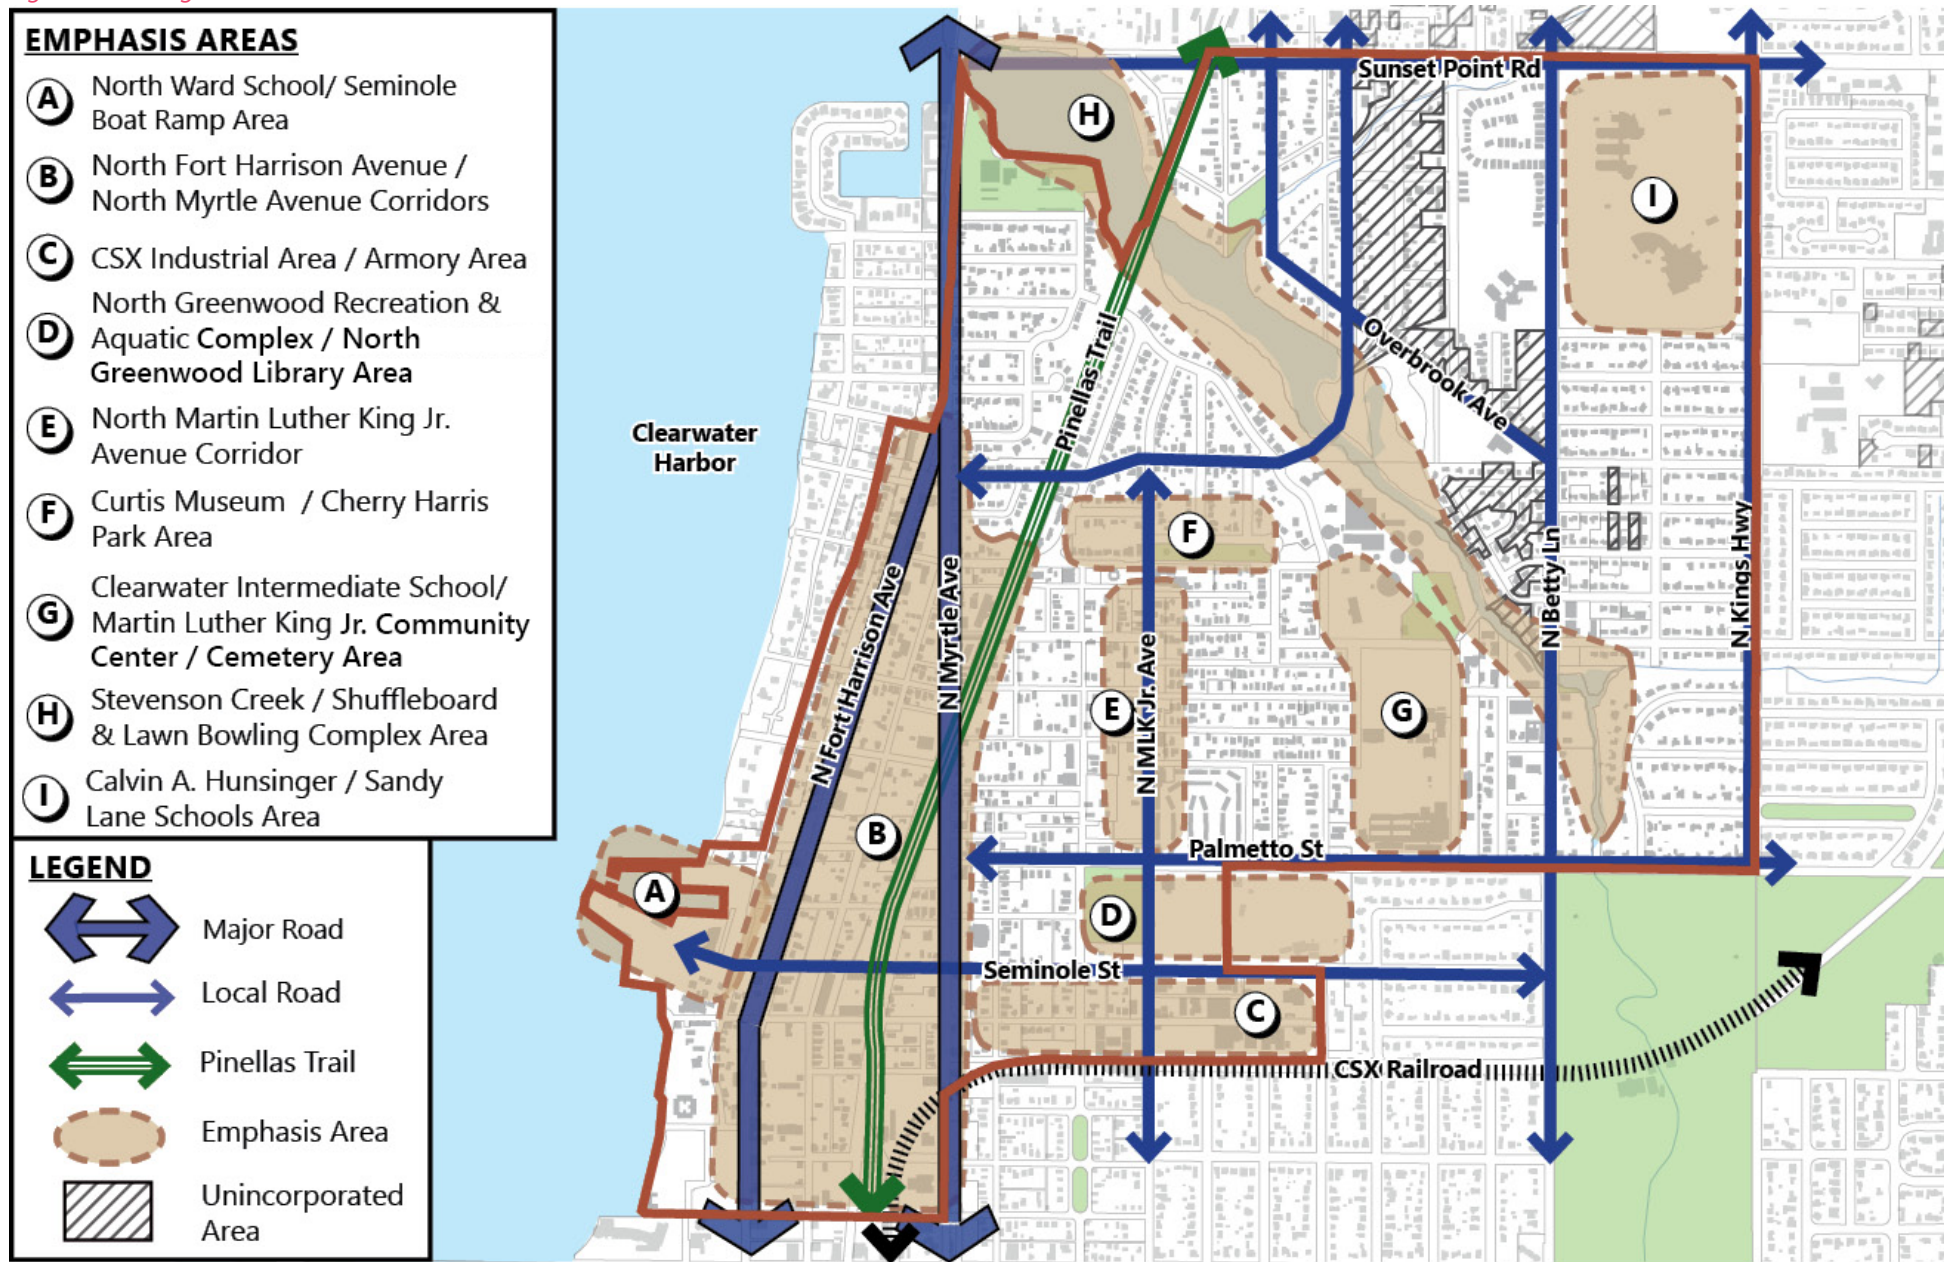 EMPHASIS AREAS
A
North Ward School/ Seminole
Boat Ramp Area
B
North Fort Harrison Avenue /
North Myrtle Avenue Corridors
C
CSX Industrial Area / Armory Area
D
North Greenwood Recreation &
Aquatic Complex / North
Greenwood Library Area
E
North Martin Luther King Jr.
Avenue Corridor
F
Curtis Museum / Cherry Harris
Park Area
G
Clearwater Intermediate School/
Martin Luther King Jr. Community
Center / Cemetery Area
H
Stevenson Creek / Shuffleboard
& Lawn Bowling Complex Area
I
Calvin A. Hunsinger / Sandy
Lane Schools Area
LEGEND
Major Road
Local Road
Pinellas Trail
Emphasis Area
Unincorporated
Area
Sunset Point Rd
H
I
Overbrook Ave
Pinellas Trail
Clearwater
Harbor
F
N Fort Harrison Ave
N Myrtle Ave
N Betty Ln
N Kings Hwy
N MLK Jr. Ave
E
G
B
Palmetto St
A
D
Seminole St
C
CSX Railroad